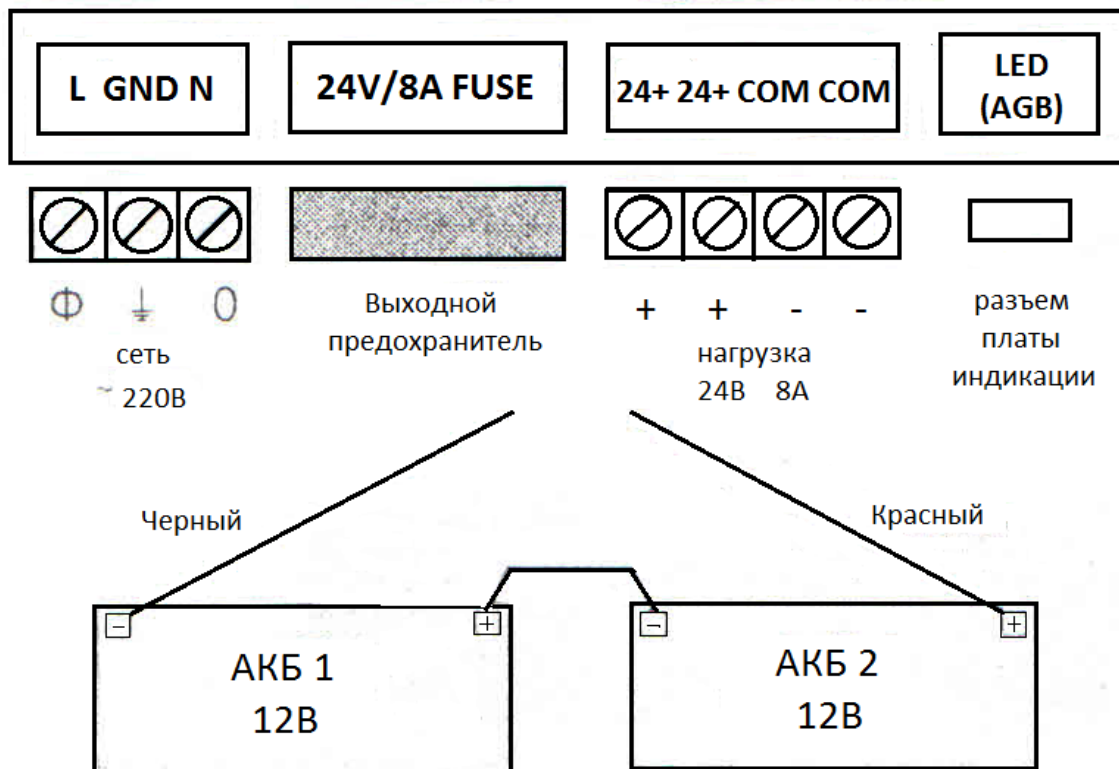 L GND N
24V/8A FUSE
24+ 24+ COM COM
LED
(AGB)
Ф ⏚ 0
сеть
~ 220В
Выходной
предохранитель
+ + - -
нагрузка
24В 8А
разъем
платы
индикации
Черный
Красный
- +
АКБ 1
12В
- +
АКБ 2
12В